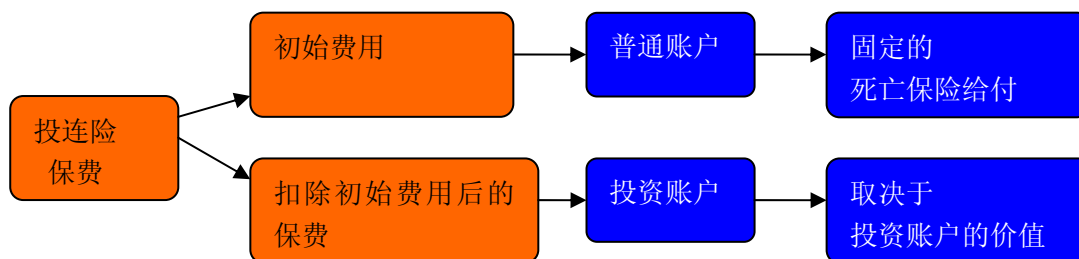 初始费用
普通账户
固定的
死亡保险给付
投连险
保费
扣除初始费用后的
保费
投资账户
取决于
投资账户的价值